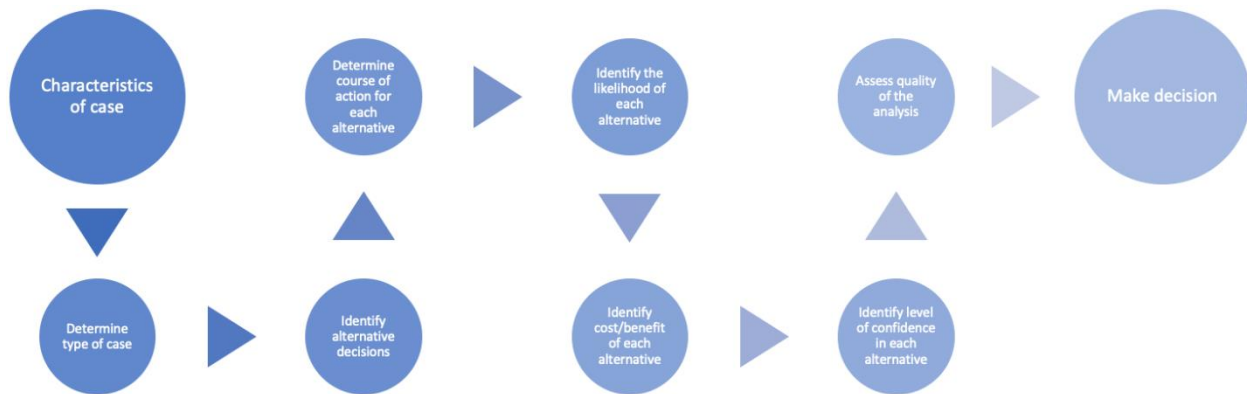 Characteristics
of case
Determine
type of case
Identify
alternative
decisions
Determine
course of
action for
each
alternative
Identify the
likelihood of
each
alternative
Identify
cost/benefit
of each
alternative
Identify level
of confidence
in each
alternative
Assess quality
of the
analysis
Make decision